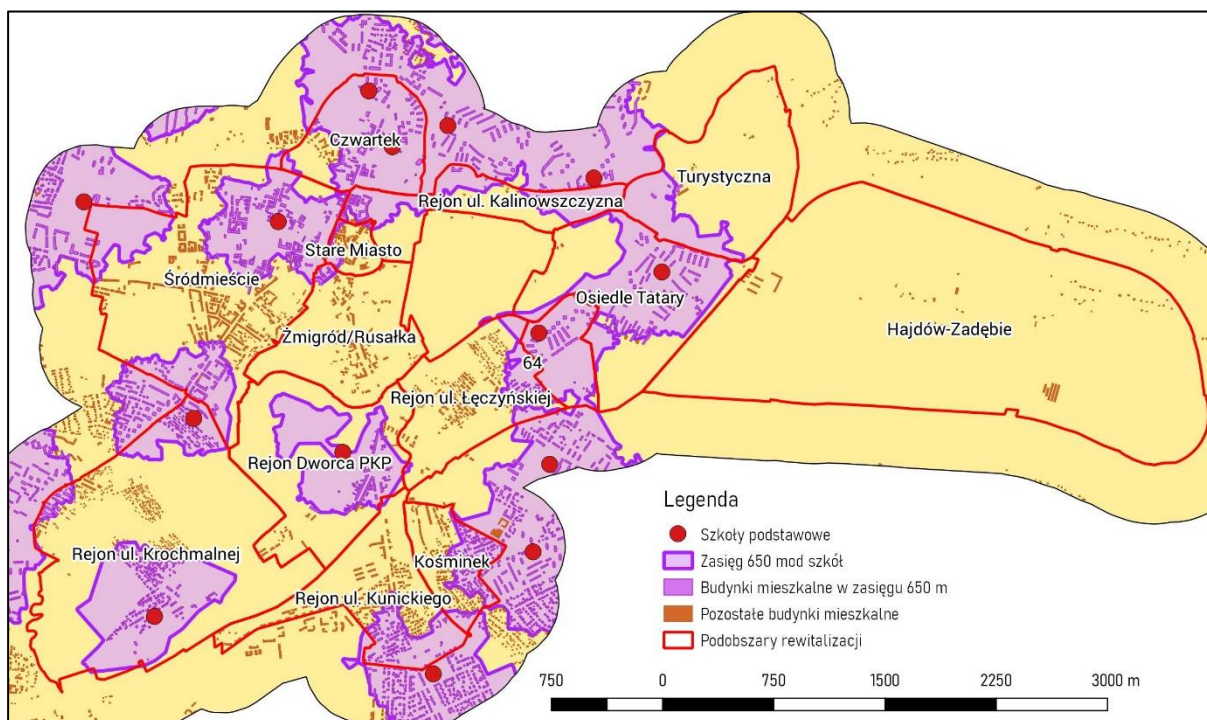 Czwartek
Turystyczna
Rejon ul. Kalinowszczyzna
Stare Miasto
Śródmieście
Osiedle Tatary
Żmigród/Rusałka
Hajdów-Zadębie
64
Rejon ul. Łęczyńskiej
Rejon Dworca PKP
Rejon ul. Krochmalnej
Kośminek
Rejon ul. Kunickiego
Legenda
Szkoły podstawowe
Zasięg 650 mod szkół
Budynki mieszkalne w zasięgu 650 m
Pozostałe budynki mieszkalne
Podobszary rewitalizacji
750 0 750 1500 2250 3000 m